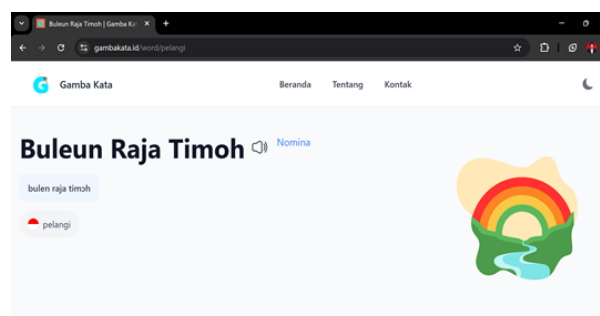 Buleun Raja Timoh | Gamba Ka
gambakata.id/word/pelangi
Gamba Kata
Beranda Tentang Kontak
Buleun Raja Timoh Nomina
bulen raja timɔh
pelangi